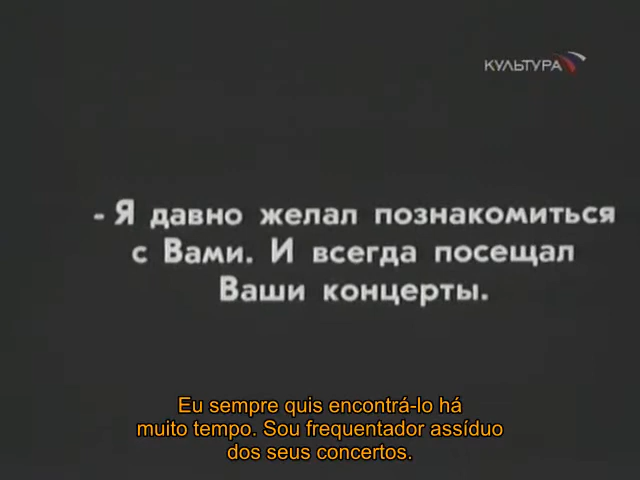 КУЛЬТУРА
- Я давно желал познакомиться
с Вами. И всегда посещал
Ваши концерты.
Eu sempre quis encontrá-lo há
muito tempo. Sou frequentador assíduo
dos seus concertos.